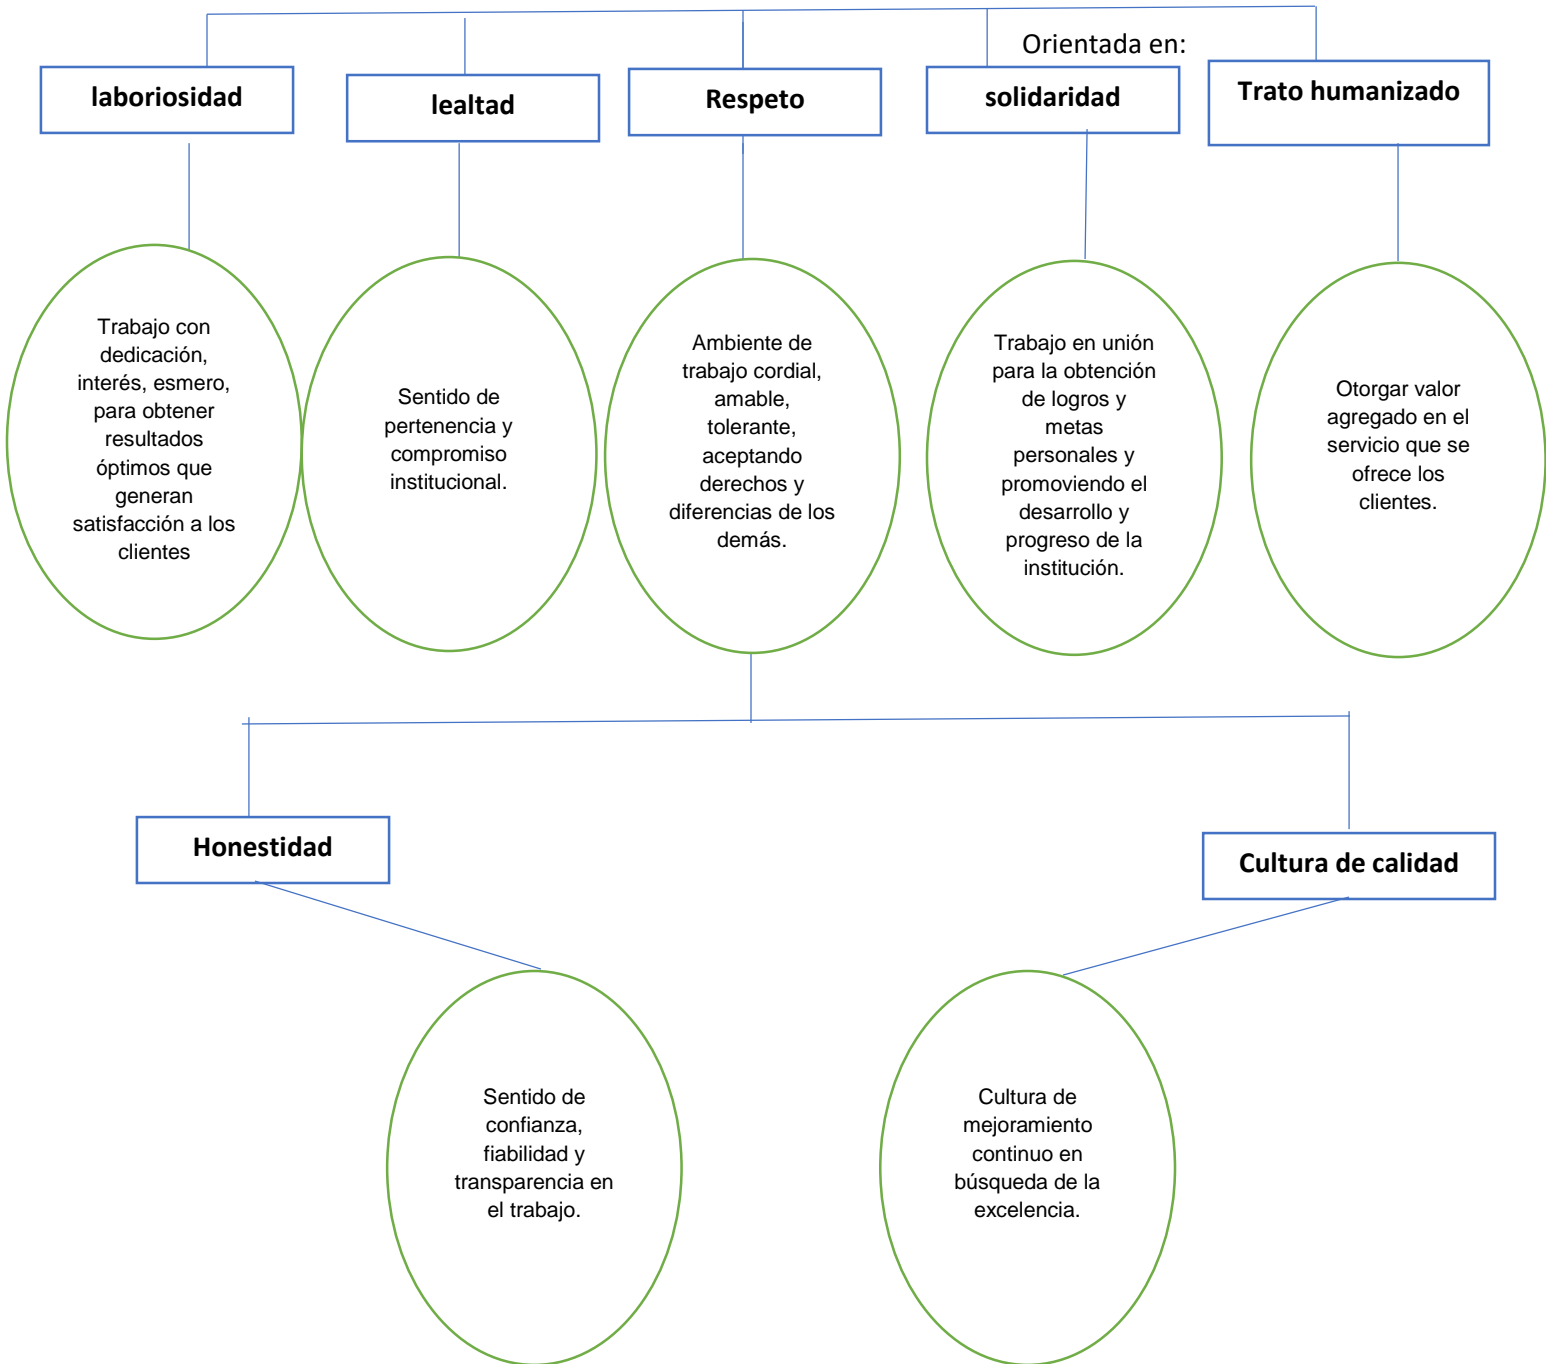 Orientada en:
laboriosidad
lealtad
Respeto
solidaridad
Trato humanizado
Trabajo con
dedicación,
interés, esmero,
para obtener
resultados
óptimos que
generan
satisfacción a los
clientes
Sentido de
pertenencia y
compromiso
institucional.
Ambiente de
trabajo cordial,
amable,
tolerante,
aceptando
derechos y
diferencias de los
demás.
Trabajo en unión
para la obtención
de logros y
metas
personales y
promoviendo el
desarrollo y
progreso de la
institución.
Otorgar valor
agregado en el
servicio que se
ofrece los
clientes.
Honestidad
Cultura de calidad
Sentido de
confianza,
fiabilidad y
transparencia en
el trabajo.
Cultura de
mejoramiento
continuo en
búsqueda de la
excelencia.